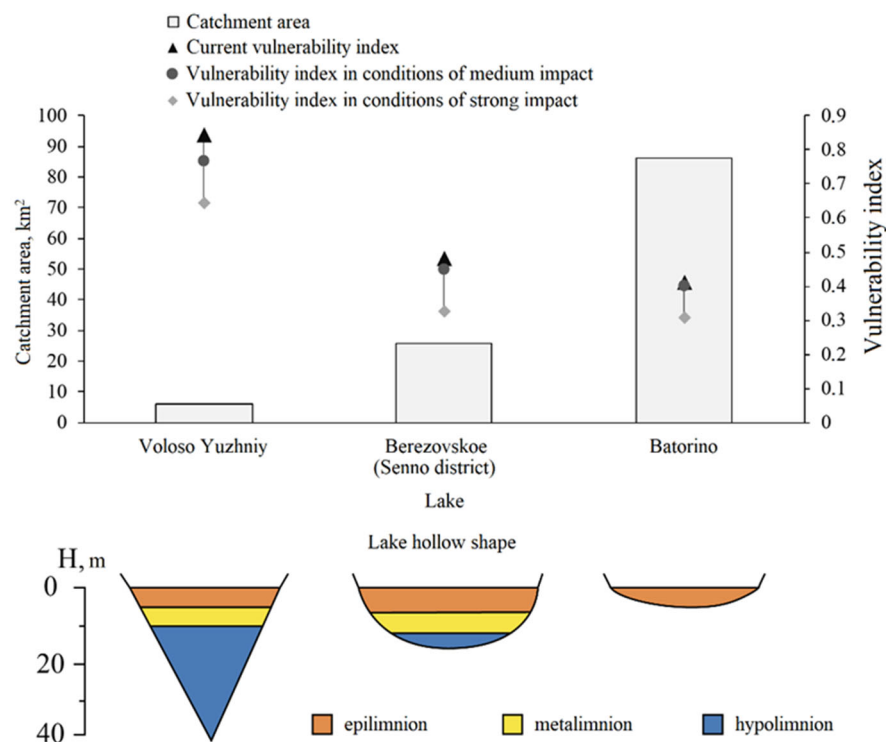 Catchment area
Current vulnerability index
Vulnerability index in conditions of medium impact
Vulnerability index in conditions of strong impact
Catchment area, km²
100
90
80
70
60
50
40
30
20
10
0
0.9
0.8
0.7
0.6
0.5
0.4
0.3
0.2
0.1
0
Vulnerability index
Voloso Yuzhniy
Berezovskoe
(Senno district)
Batorino
Lake
Lake hollow shape
H, m
0
20
40
epilimnion
metalimnion
hypolimnion